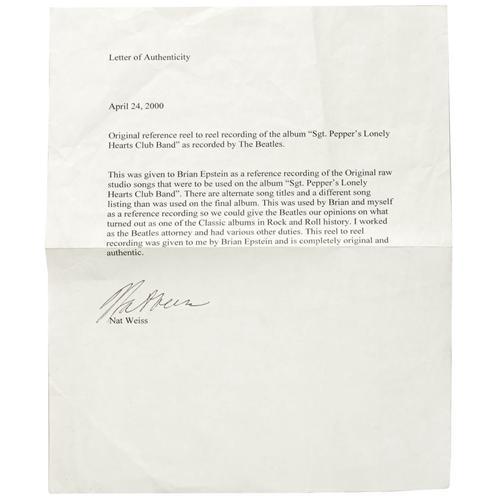 Letter of Authenticity
April 24, 2000
Original reference reel to reel recording of the album “Sgt. Pepper’s Lonely
Hearts Club Band” as recorded by The Beatles.
This was given to Brian Epstein as a reference recording of the Original raw
studio songs that were to be used on the album “Sgt. Pepper’s Lonely
Hearts Club Band”. There are alternate song titles and a different song
listing than was used on the final album. This was used by Brian and myself
as a reference recording so we could give the Beatles our opinions on what
turned out as one of the Classic albums in Rock and Roll history. I worked
as the Beatles attorney and had various other duties. This reel to reel
recording was given to me by Brian Epstein and is completely original and
authentic.
Nat Weiss
Nat Weiss